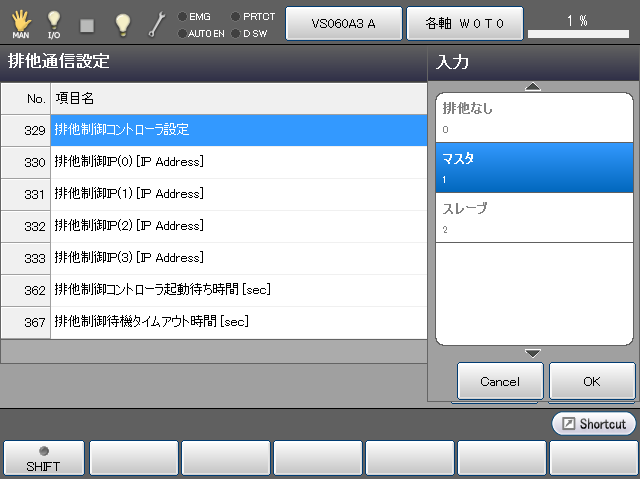 MAN
I/O
EMG
PRTCT
AUTO EN
D SW
VS060A3 A
各軸 W0T0
1 %
排他通信設定
入力
No. 項目名
329 排他制御コントローラ設定
330 排他制御IP(0) [IP Address]
331 排他制御IP(1) [IP Address]
332 排他制御IP(2) [IP Address]
333 排他制御IP(3) [IP Address]
362 排他制御コントローラ起動待ち時間 [sec]
367 排他制御待機タイムアウト時間 [sec]
排他なし
0
マスタ
1
スレーブ
2
Cancel
OK
Shortcut
SHIFT